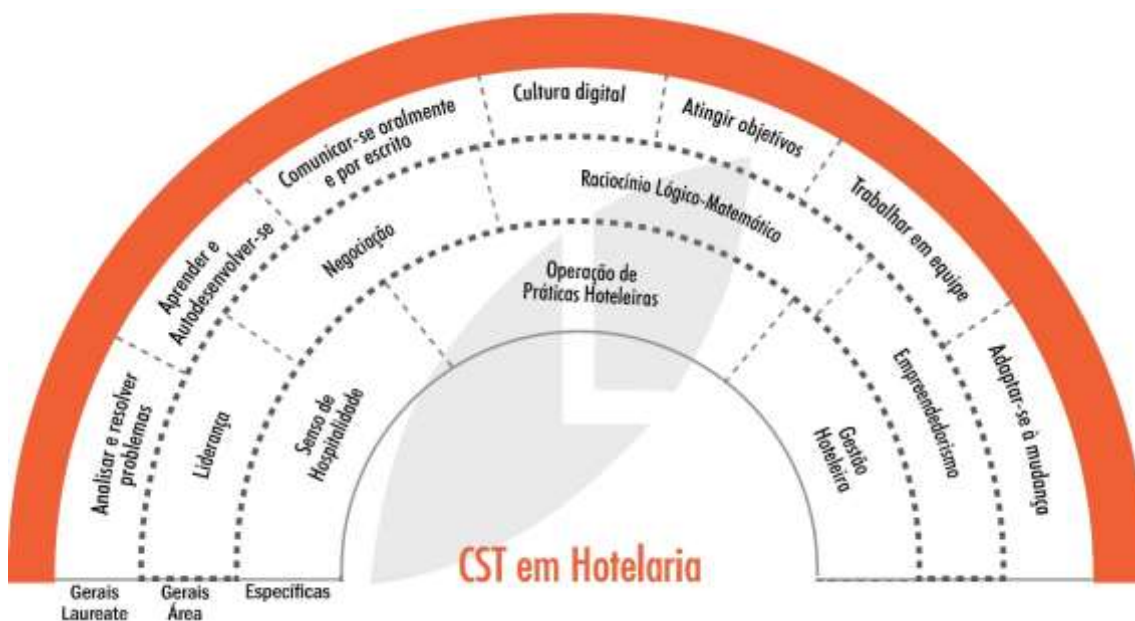 Analisar e resolver
problemas
Aprender e
Autodesenvolver-se
Comunicar-se oralmente
e por escrito
Cultura digital
Atingir objetivos
Trabalhar em equipe
Adaptar-se à mudança
Liderança
Negociação
Raciocínio Lógico-Matemático
Empreendedorismo
Senso de
Hospitalidade
Operação de
Práticas Hoteleiras
Gestão
Hoteleira
CST em Hotelaria
Gerais
Laureate
Gerais
Área
Específicas